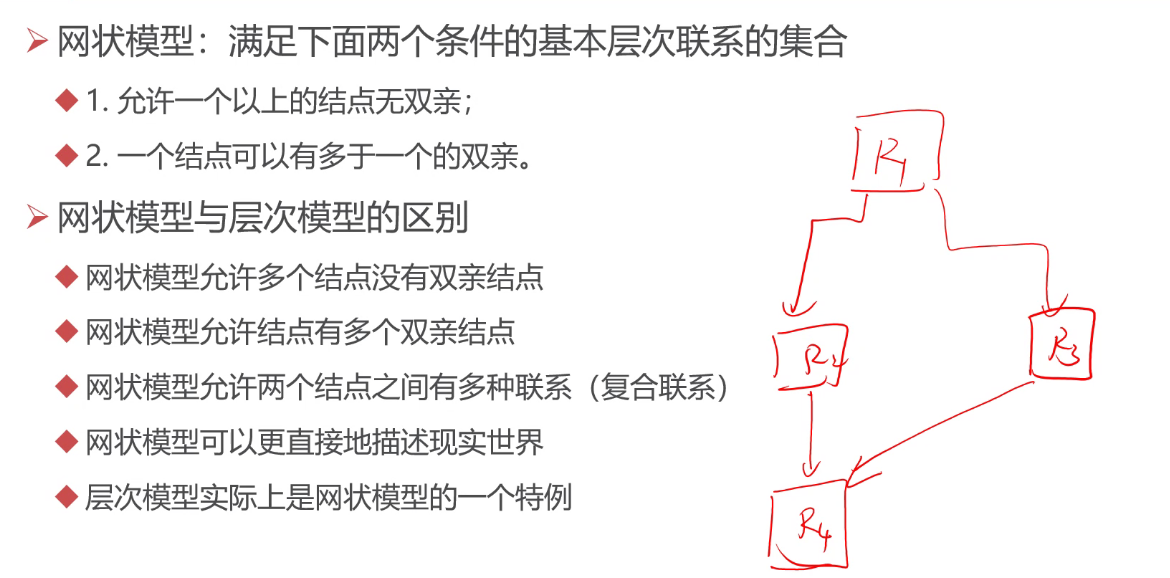 网状模型：满足下面两个条件的基本层次联系的集合
1. 允许一个以上的结点无双亲；
2. 一个结点可以有多于一个的双亲。
网状模型与层次模型的区别
网状模型允许多个结点没有双亲结点
网状模型允许结点有多个双亲结点
网状模型允许两个结点之间有多种联系（复合联系）
网状模型可以更直接地描述现实世界
层次模型实际上是网状模型的一个特例
R1
R2
R3
R4